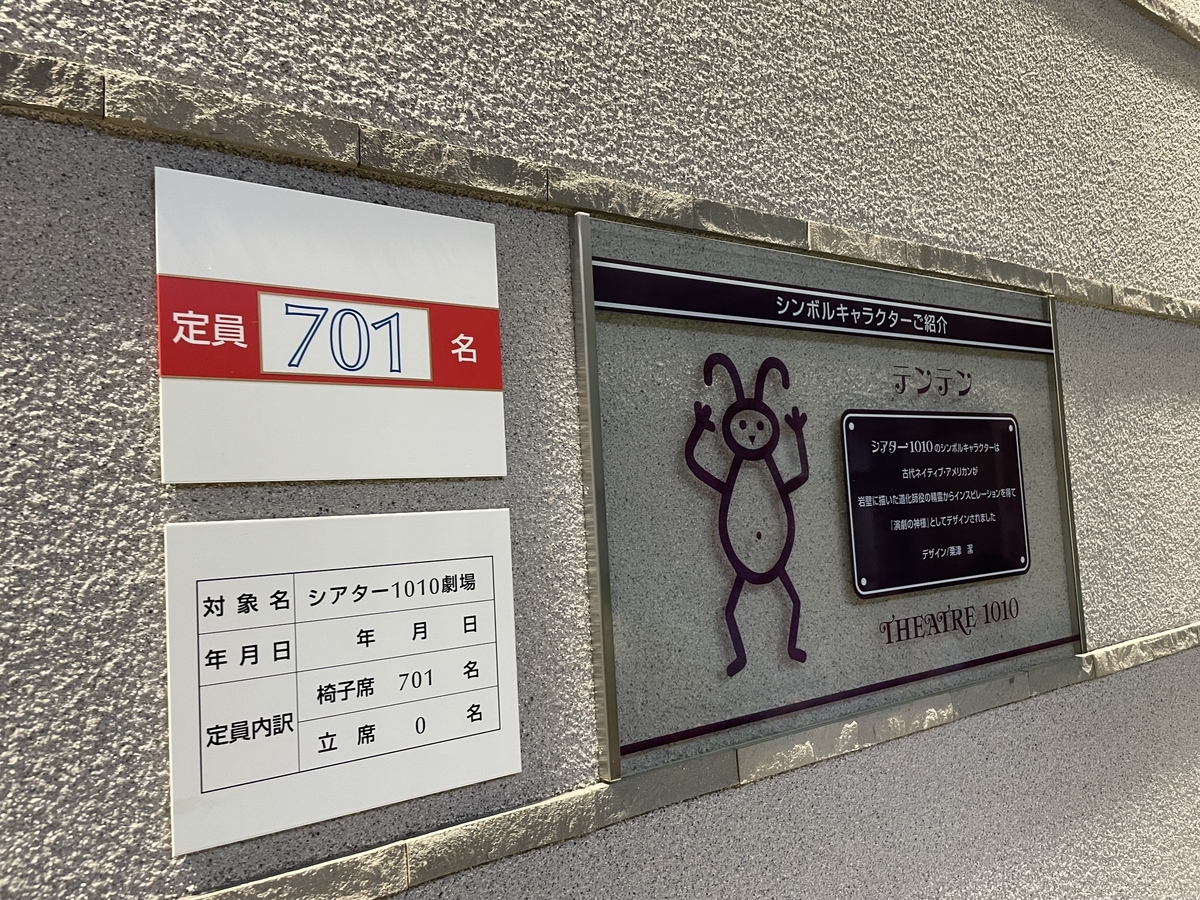 定員 701 名
対象名 シアター1010劇場
年月日 年 月 日
定員内訳 椅子席 701 名
立席 0 名
シンボルキャラクターご紹介
テンテン
シアター1010のシンボルキャラクターは
古代ネイティブ・アメリカンが
岩壁に描いた道化師役の精霊からインスピレーションを得て
「演劇の神様」としてデザインされました
デザイン/粟津 潔
THEATRE 1010